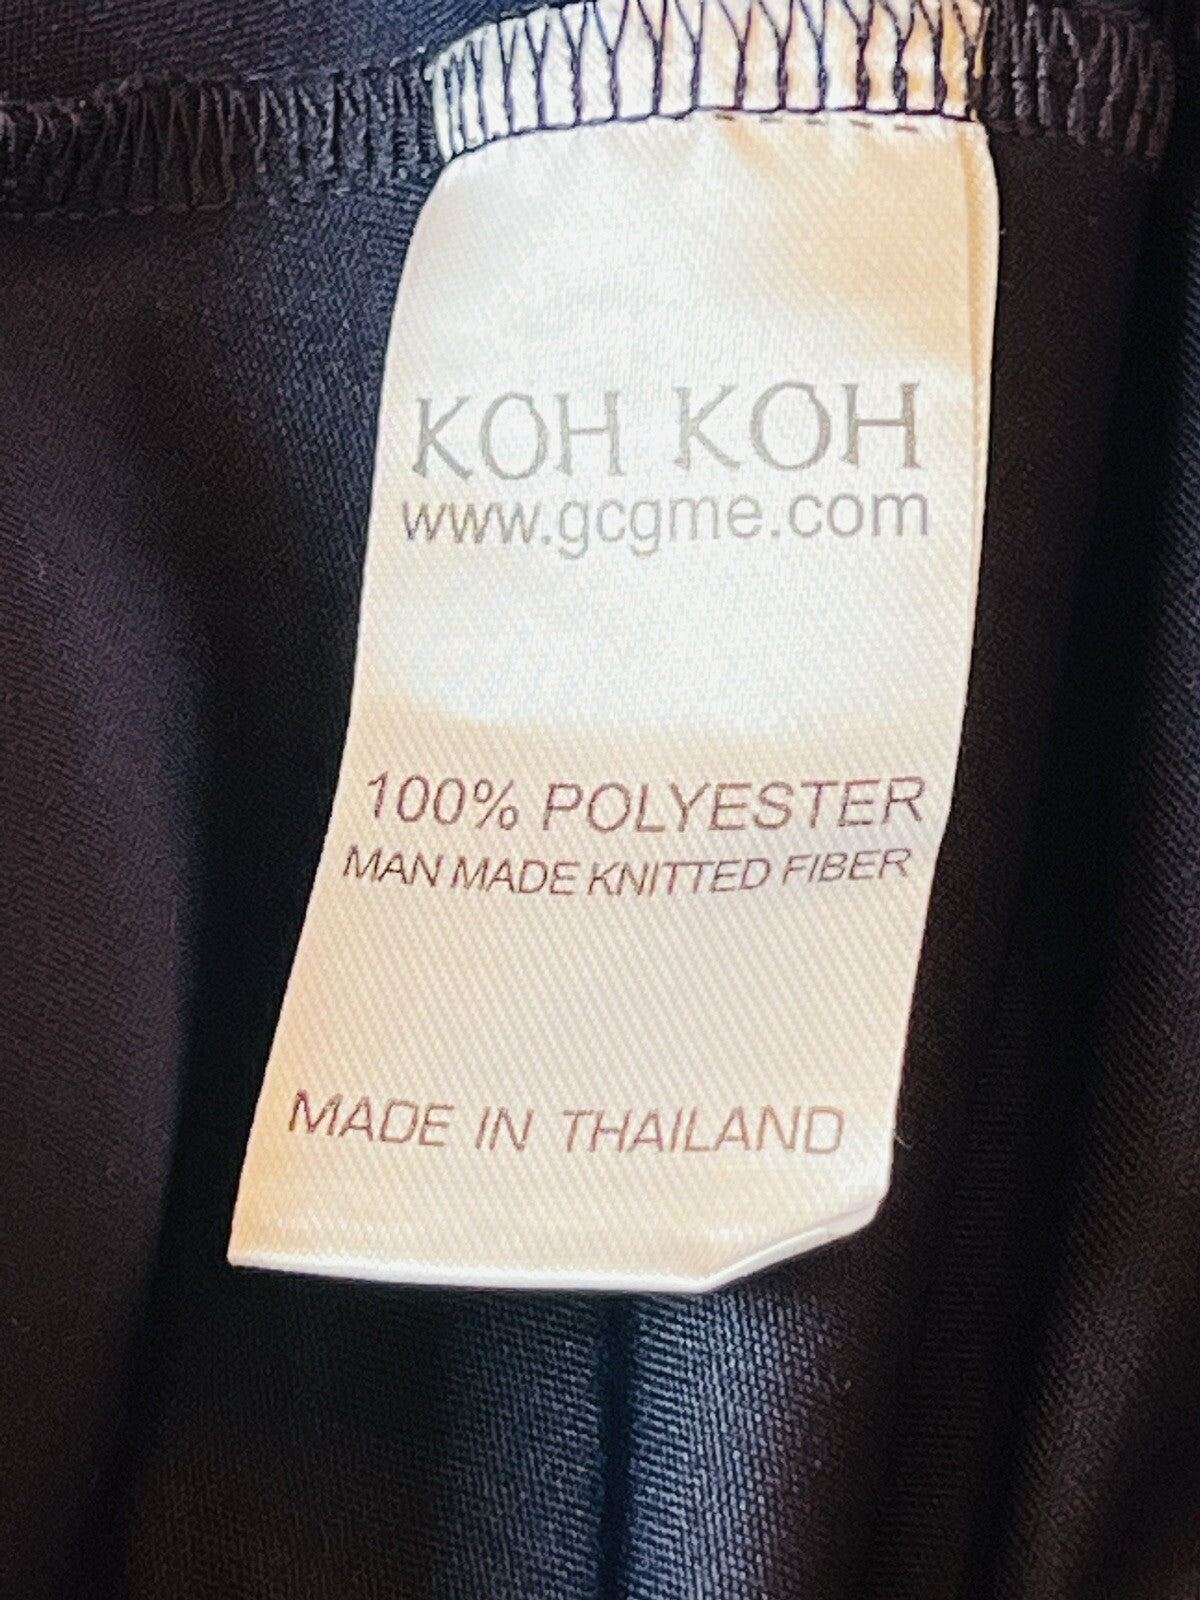 KOH KOH
www.gcgme.com
100% POLYESTER
MAN MADE KNITTED FIBER
MADE IN THAILAND